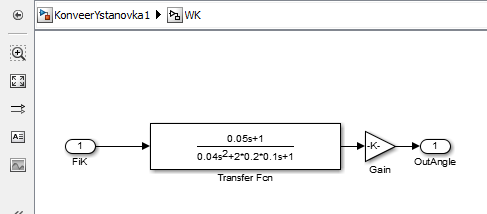 KonveerYstanovka1 ▶ WK
0.05s+1
0.04s2+2*0.2*0.1s+1
1
FiK
Transfer Fcn
-K-
Gain
1
OutAngle